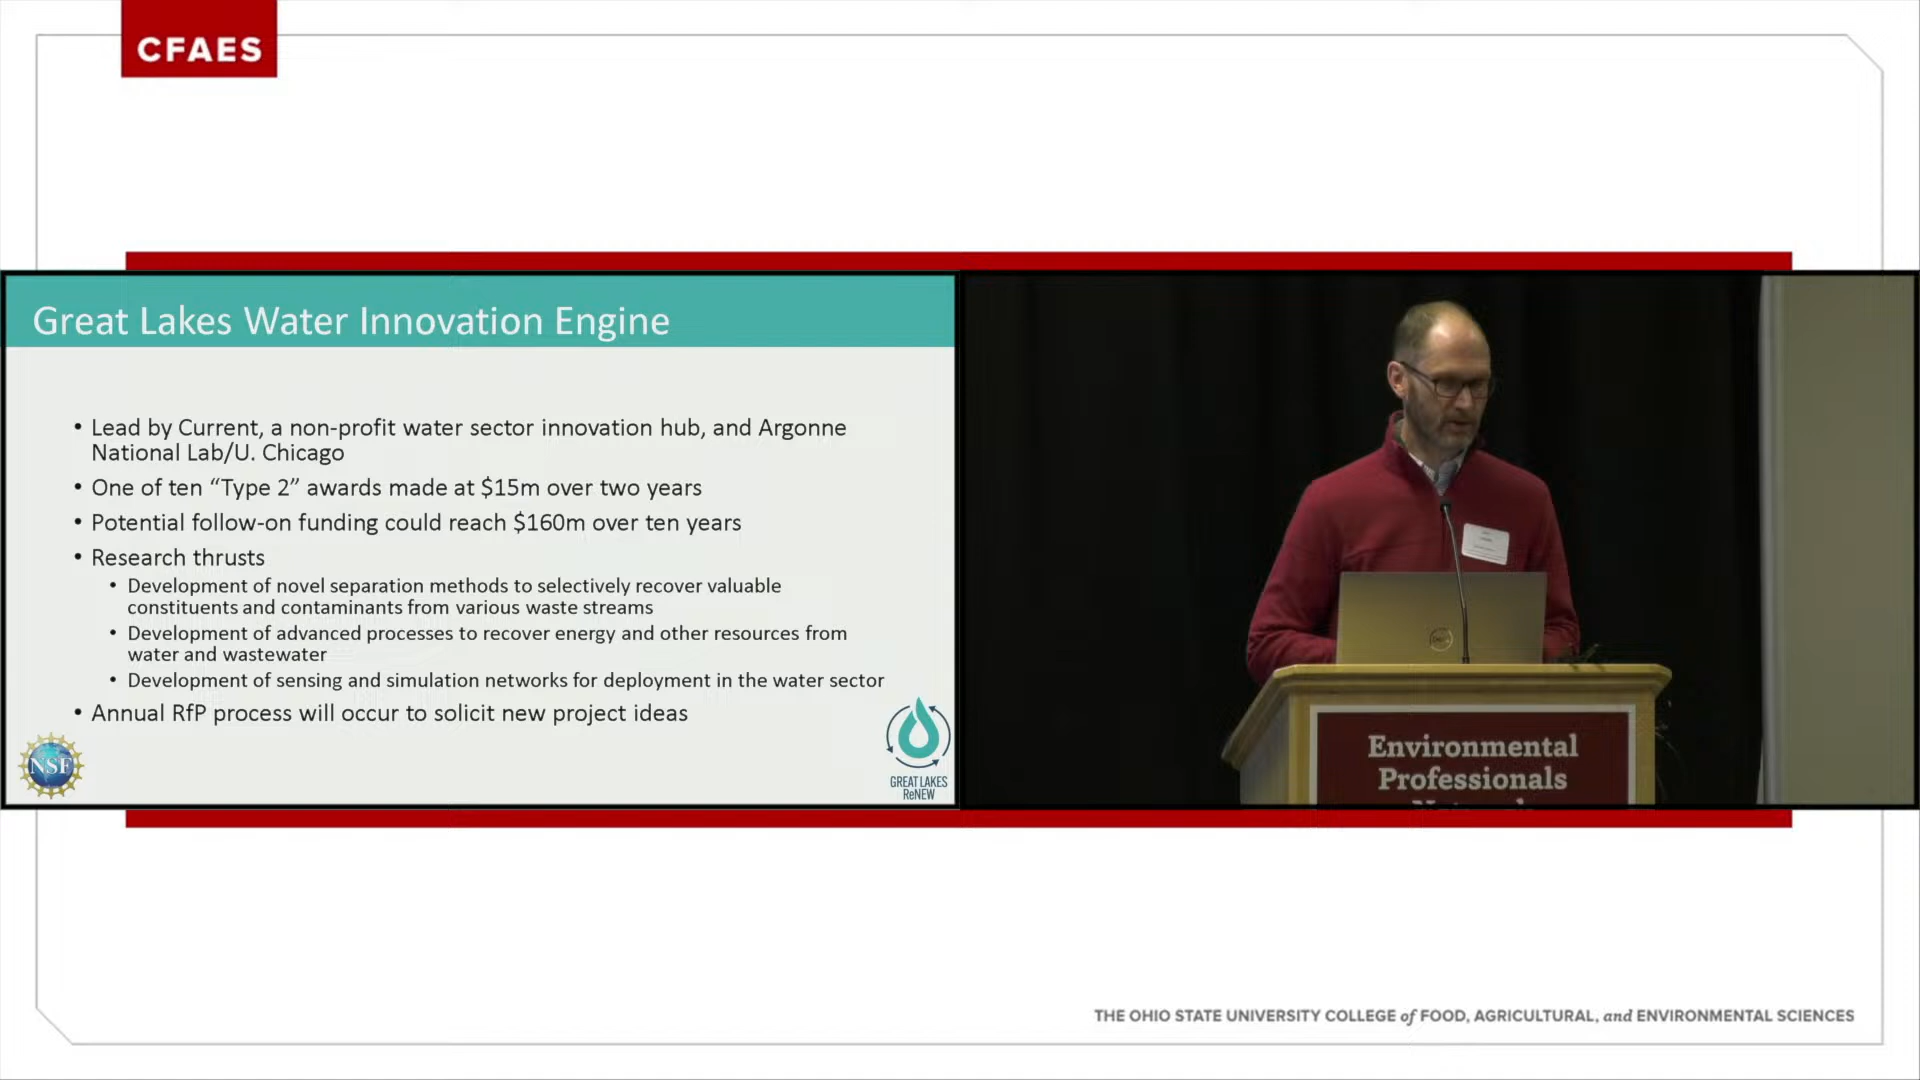 CFAES
Great Lakes Water Innovation Engine
• Lead by Current, a non-profit water sector innovation hub, and Argonne
National Lab/U. Chicago
• One of ten “Type 2” awards made at $15m over two years
• Potential follow-on funding could reach $160m over ten years
• Research thrusts
• Development of novel separation methods to selectively recover valuable
constituents and contaminants from various waste streams
• Development of advanced processes to recover energy and other resources from
water and wastewater
• Development of sensing and simulation networks for deployment in the water sector
• Annual RfP process will occur to solicit new project ideas
NSF
GREAT LAKES
ReNEW
DELL
Environmental
Professionals
THE OHIO STATE UNIVERSITY COLLEGE of FOOD, AGRICULTURAL, and ENVIRONMENTAL SCIENCES